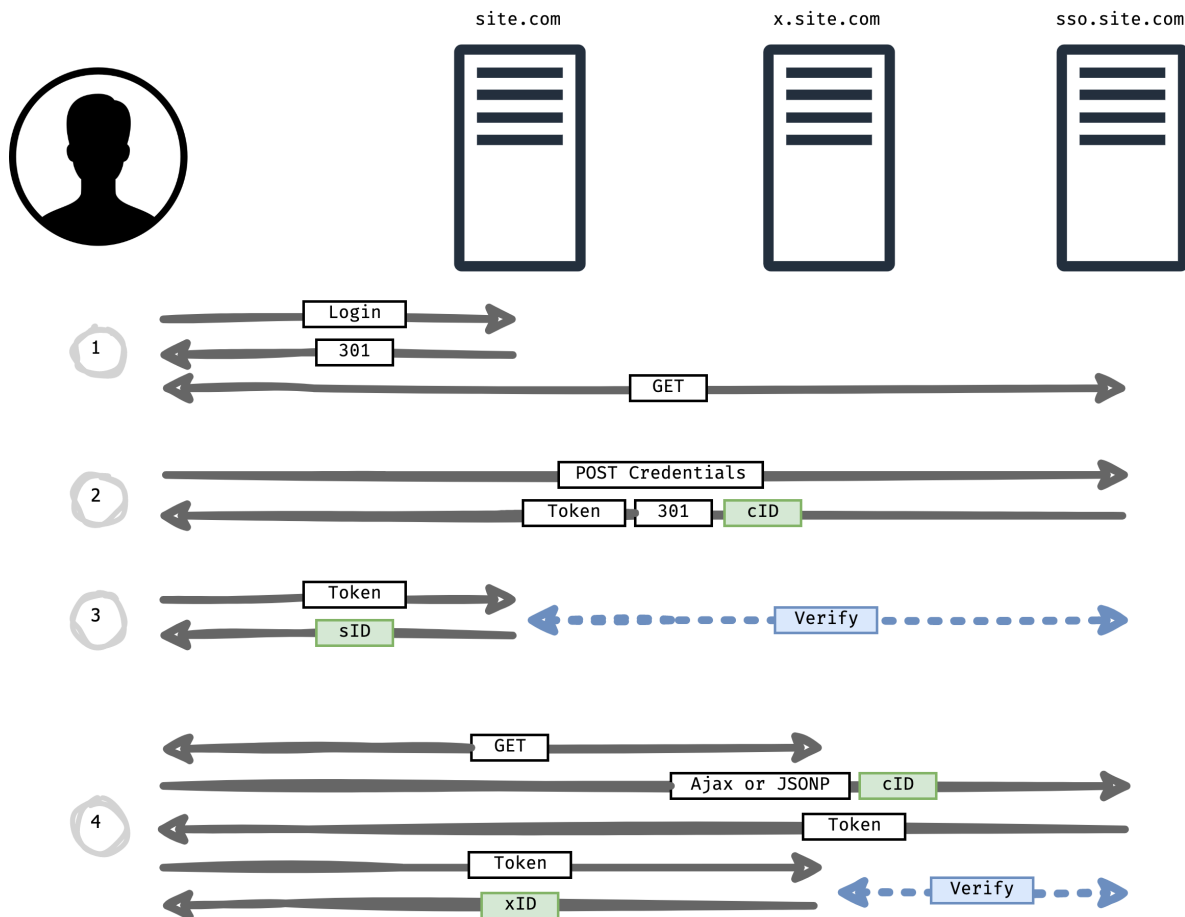 site.com
x.site.com
sso.site.com
Login
1
301
GET
POST Credentials
2
Token 301 cID
Token
3
Verify
sID
GET
Ajax or JSONP cID
4
Token
Token
Verify
xID